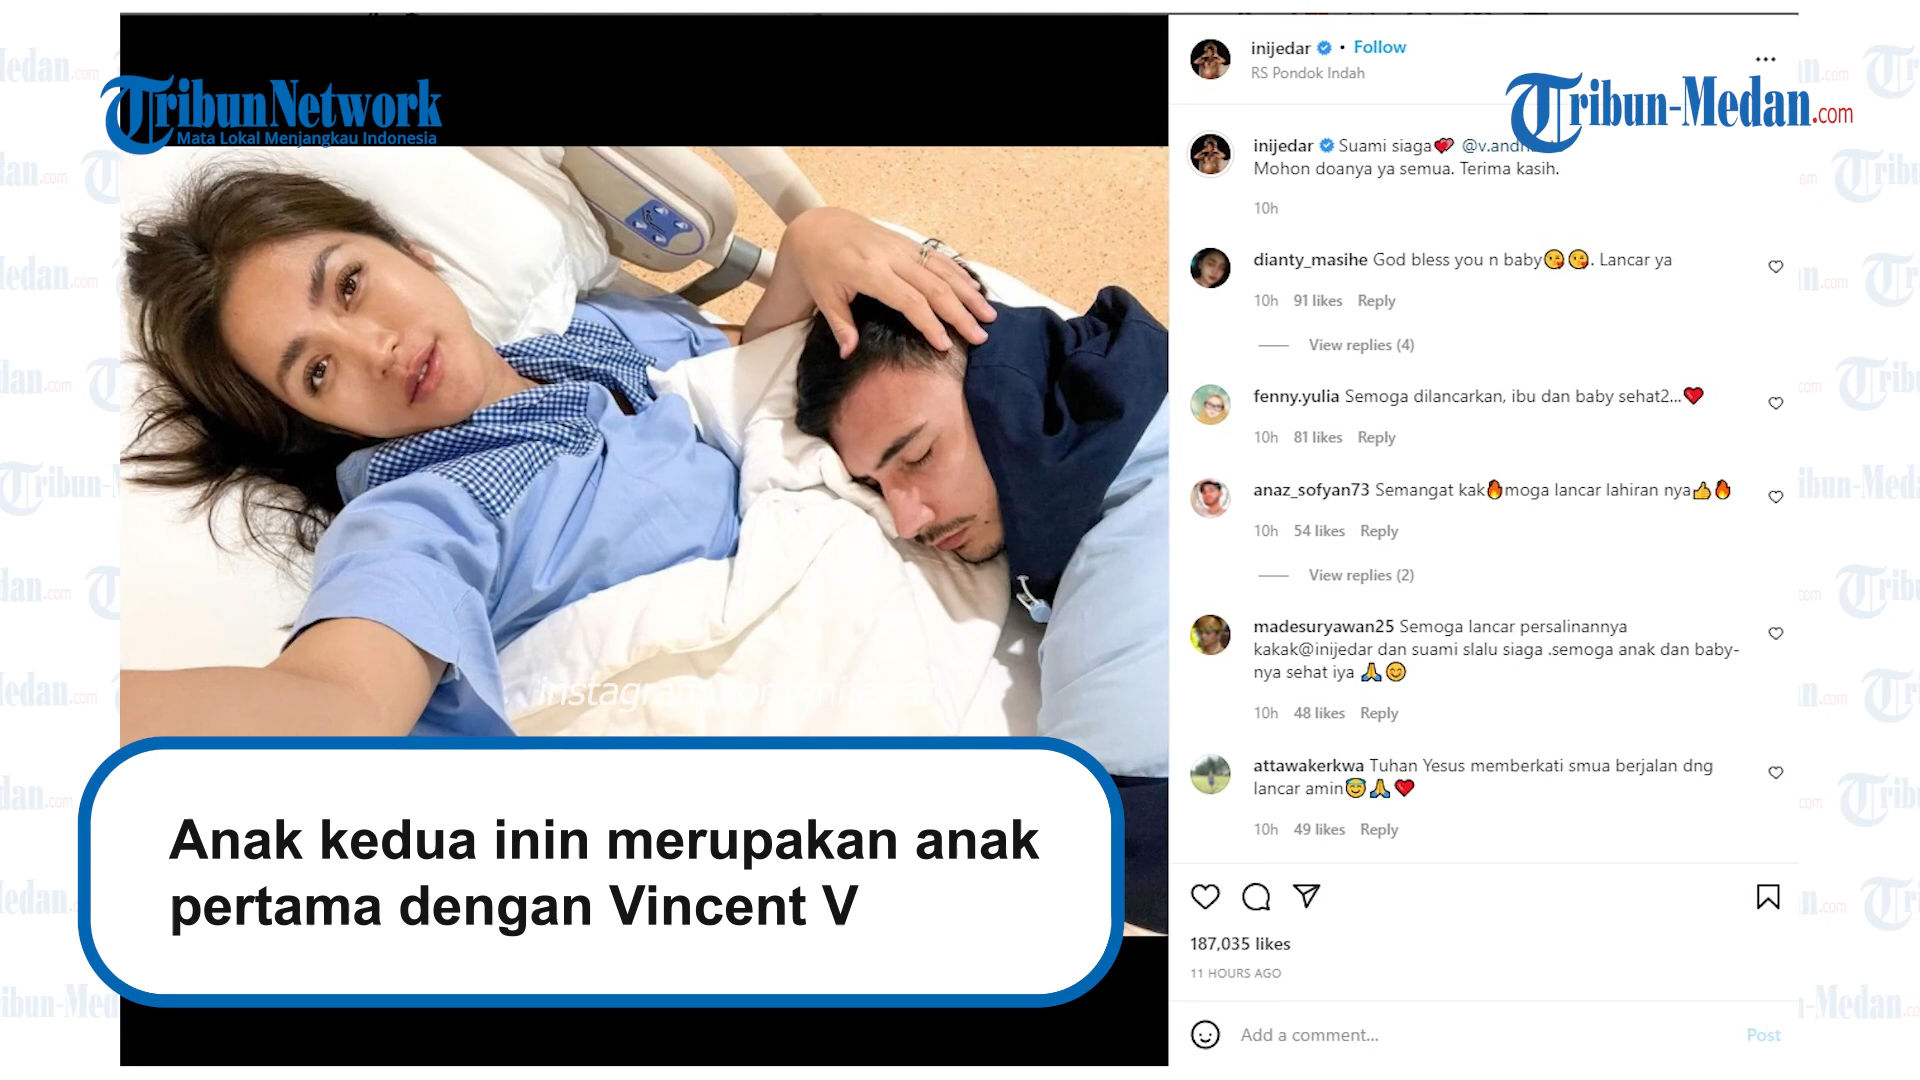 TribunNetwork
Mata Lokal Menjangkau Indonesia
Tribun-Medan.com
inijedar • Follow
RS Pondok Indah
inijedar Suami siaga💕 @v.andr
Mohon doanya ya semua. Terima kasih.
10h
dianty_masihe God bless you n baby😘😘. Lancar ya
10h 91 likes Reply
View replies (4)
fenny.yulia Semoga dilancarkan, ibu dan baby sehat2...❤️
10h 81 likes Reply
anaz_sofyan73 Semangat kak🔥moga lancar lahiran nya👍🔥
10h 54 likes Reply
View replies (2)
madesuryawan25 Semoga lancar persalinannya
kakak@inijedar dan suami slalu siaga .semoga anak dan baby-
nya sehat iya 🙏😊
10h 48 likes Reply
attawakerkwa Tuhan Yesus memberkati smua berjalan dng
lancar amin😇🙏❤️
10h 49 likes Reply
187,035 likes
11 HOURS AGO
Add a comment... Post
Anak kedua inin merupakan anak
pertama dengan Vincent V